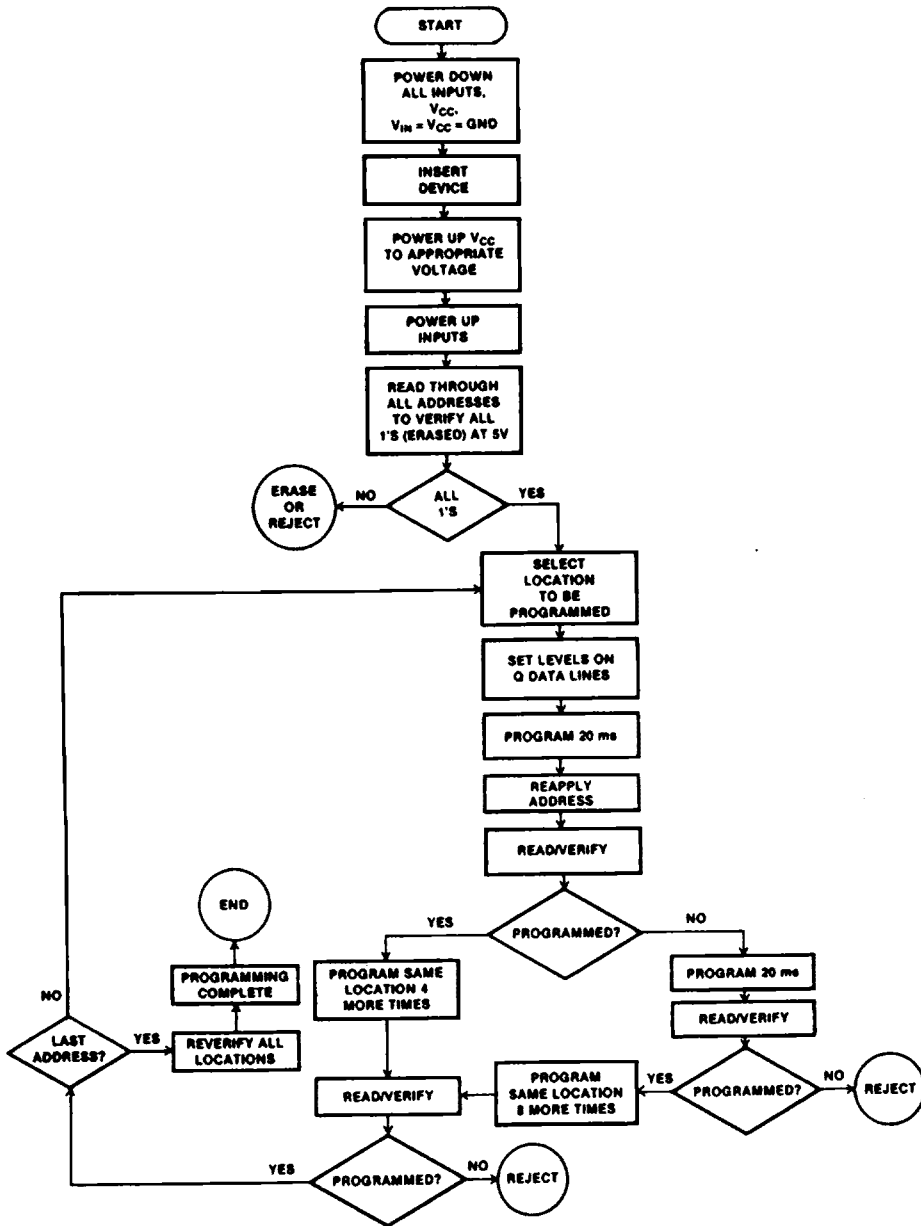 START
POWER DOWN
ALL INPUTS,
VCC,
VIN = VCC = GND
INSERT
DEVICE
POWER UP VCC
TO APPROPRIATE
VOLTAGE
POWER UP
INPUTS
READ THROUGH
ALL ADDRESSES
TO VERIFY ALL
1'S (ERASED) AT 5V
ALL
1'S
NO
ERASE
OR
REJECT
YES
SELECT
LOCATION
TO BE
PROGRAMMED
SET LEVELS ON
Q DATA LINES
PROGRAM 20 ms
REAPPLY
ADDRESS
READ/VERIFY
PROGRAMMED?
YES
NO
PROGRAM SAME
LOCATION 4
MORE TIMES
PROGRAM 20 ms
READ/VERIFY
PROGRAMMED?
NO
REJECT
YES
PROGRAM
SAME LOCATION
8 MORE TIMES
READ/VERIFY
PROGRAMMED?
NO
REJECT
YES
LAST
ADDRESS?
NO
YES
REVERIFY ALL
LOCATIONS
PROGRAMMING
COMPLETE
END